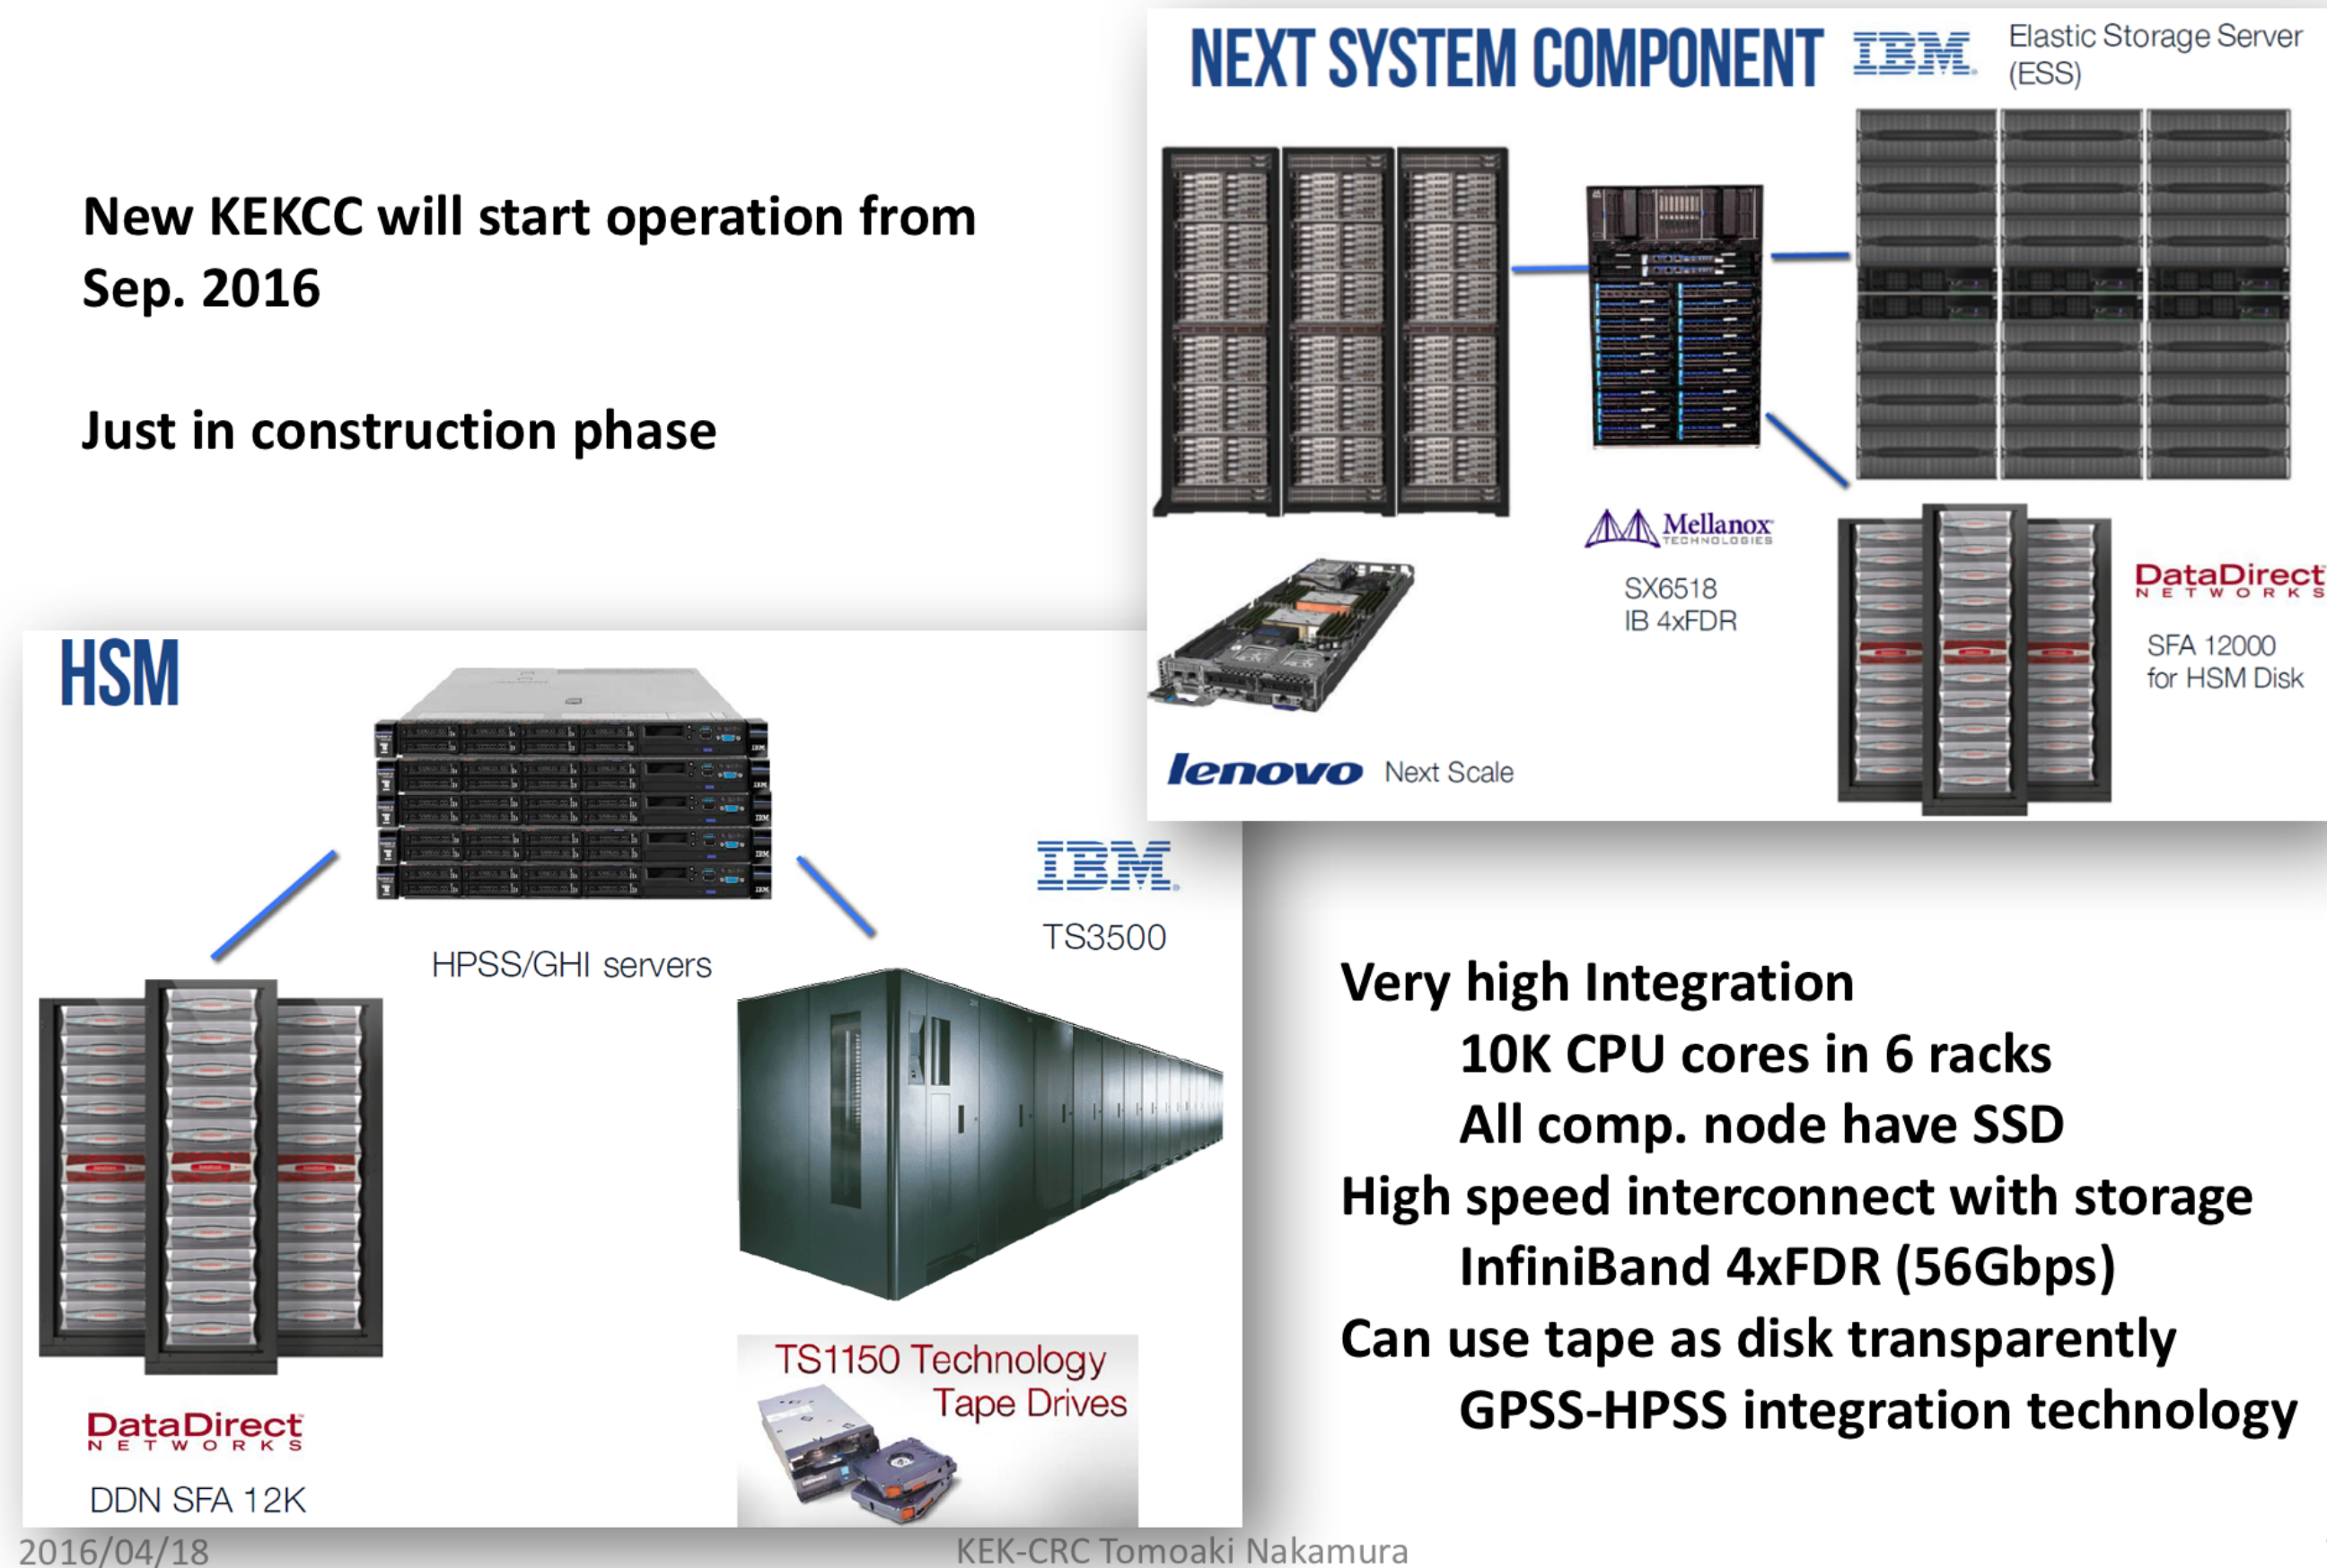 New KEKCC will start operation from
Sep. 2016
Just in construction phase
NEXT SYSTEM COMPONENT
IBM
Elastic Storage Server
(ESS)
Mellanox
TECHNOLOGIES
SX6518
IB 4xFDR
DataDirect
NETWORKS
SFA 12000
for HSM Disk
lenovo Next Scale
HSM
HPSS/GHI servers
IBM
TS3500
TS1150 Technology
Tape Drives
DataDirect
NETWORKS
DDN SFA 12K
Very high Integration
10K CPU cores in 6 racks
All comp. node have SSD
High speed interconnect with storage
InfiniBand 4xFDR (56Gbps)
Can use tape as disk transparently
GPSS-HPSS integration technology
2016/04/18
KEK-CRC Tomoaki Nakamura